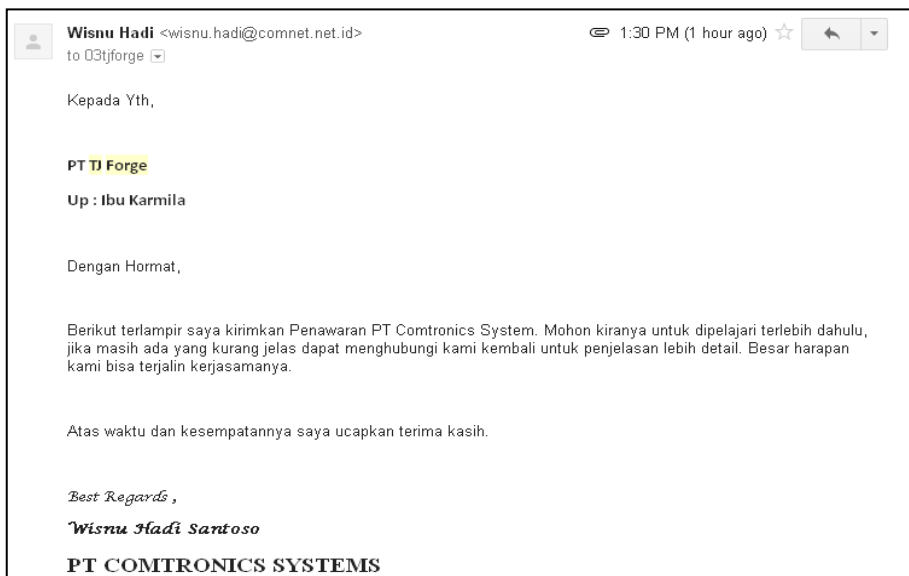 Wisnu Hadi <wisnu.hadi@comnet.net.id>
1:30 PM (1 hour ago)
to 03tjforge
Kepada Yth,
PT TJ Forge
Up : Ibu Karmila
Dengan Hormat,
Berikut terlampir saya kirimkan Penawaran PT Comtronics System. Mohon kiranya untuk dipelajari terlebih dahulu,
jika masih ada yang kurang jelas dapat menghubungi kami kembali untuk penjelasan lebih detail. Besar harapan
kami bisa terjalin kerjasamanya.
Atas waktu dan kesempatannya saya ucapkan terima kasih.
Best Regards ,
Wisnu Hadi Santoso
PT COMTRONICS SYSTEMS